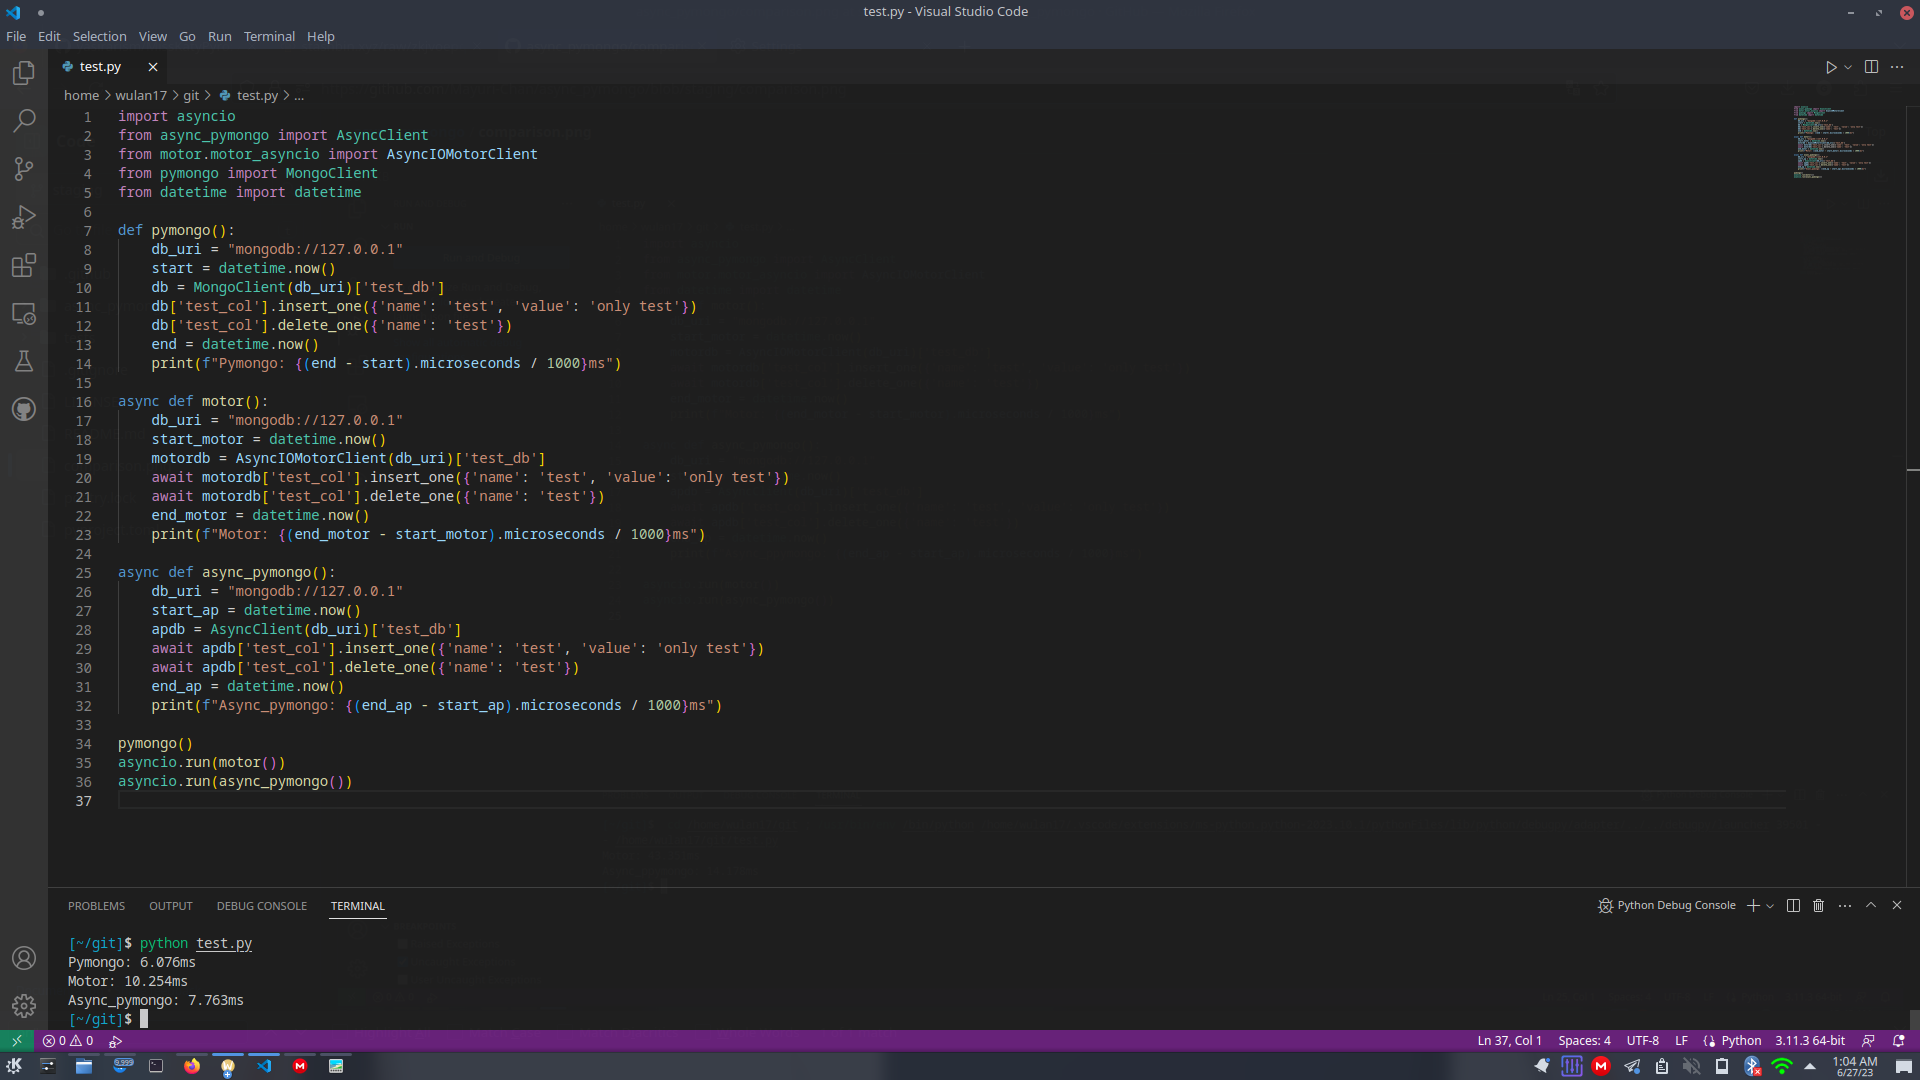 test.py - Visual Studio Code
File Edit Selection View Go Run Terminal Help
test.py
home > wulan17 > git > test.py > ...
1 import asyncio
2 from async_pymongo import AsyncClient
3 from motor.motor_asyncio import AsyncIOMotorClient
4 from pymongo import MongoClient
5 from datetime import datetime
6
7 def pymongo():
8     db_uri = "mongodb://127.0.0.1"
9     start = datetime.now()
10     db = MongoClient(db_uri)['test_db']
11     db['test_col'].insert_one({'name': 'test', 'value': 'only test'})
12     db['test_col'].delete_one({'name': 'test'})
13     end = datetime.now()
14     print(f"Pymongo: {(end - start).microseconds / 1000}ms")
15
16 async def motor():
17     db_uri = "mongodb://127.0.0.1"
18     start_motor = datetime.now()
19     motordb = AsyncIOMotorClient(db_uri)['test_db']
20     await motordb['test_col'].insert_one({'name': 'test', 'value': 'only test'})
21     await motordb['test_col'].delete_one({'name': 'test'})
22     end_motor = datetime.now()
23     print(f"Motor: {(end_motor - start_motor).microseconds / 1000}ms")
24
25 async def async_pymongo():
26     db_uri = "mongodb://127.0.0.1"
27     start_ap = datetime.now()
28     apdb = AsyncClient(db_uri)['test_db']
29     await apdb['test_col'].insert_one({'name': 'test', 'value': 'only test'})
30     await apdb['test_col'].delete_one({'name': 'test'})
31     end_ap = datetime.now()
32     print(f"Async_pymongo: {(end_ap - start_ap).microseconds / 1000}ms")
33
34 pymongo()
35 asyncio.run(motor())
36 asyncio.run(async_pymongo())
37
PROBLEMS OUTPUT DEBUG CONSOLE TERMINAL Python Debug Console
[~/git]$ python test.py
Pymongo: 6.076ms
Motor: 10.254ms
Async_pymongo: 7.763ms
[~/git]$
0 0 Ln 37, Col 1 Spaces: 4 UTF-8 LF Python 3.11.3 64-bit
9,999 1:04 AM
6/27/23